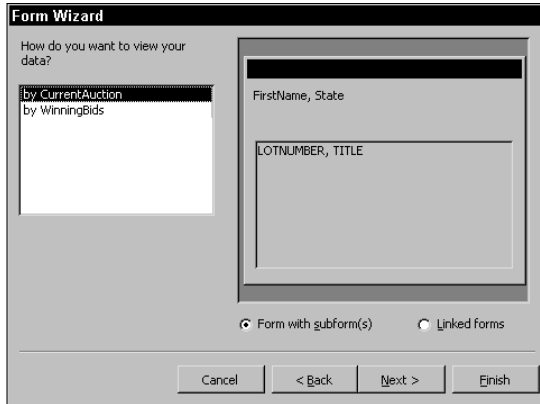 Form Wizard
How do you want to view your
data?
by CurrentAuction
by WinningBids
FirstName, State
LOTNUMBER, TITLE
Form with subform(s)
Linked forms
Cancel
< Back
Next >
Finish